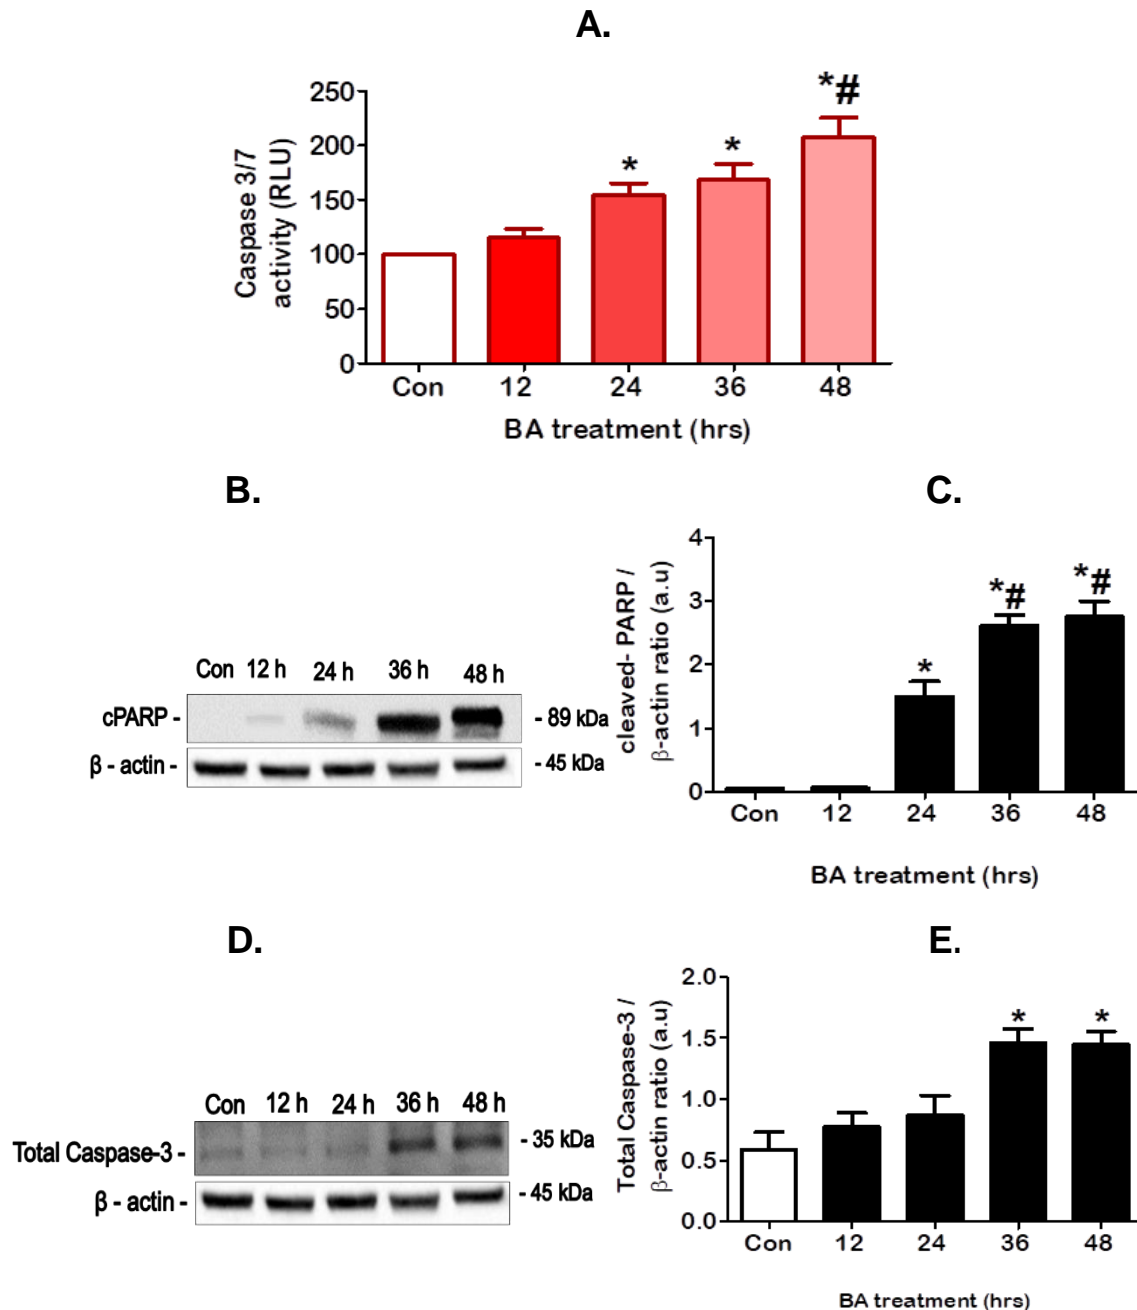 A.
Caspase 3/7
activity (RLU)
250
200
150
100
50
0
*
*
*#
Con 12 24 36 48
BA treatment (hrs)
B.
Con 12 h 24 h 36 h 48 h
cPARP - - 89 kDa
β - actin - - 45 kDa
C.
cleaved- PARP /
β-actin ratio (a.u)
4
3
2
1
0
*
*#
*#
Con 12 24 36 48
BA treatment (hrs)
D.
Con 12 h 24 h 36 h 48 h
Total Caspase-3 - - 35 kDa
β - actin - - 45 kDa
E.
Total Caspase-3 /
β-actin ratio (a.u)
2.0
1.5
1.0
0.5
0.0
*
*
Con 12 24 36 48
BA treatment (hrs)